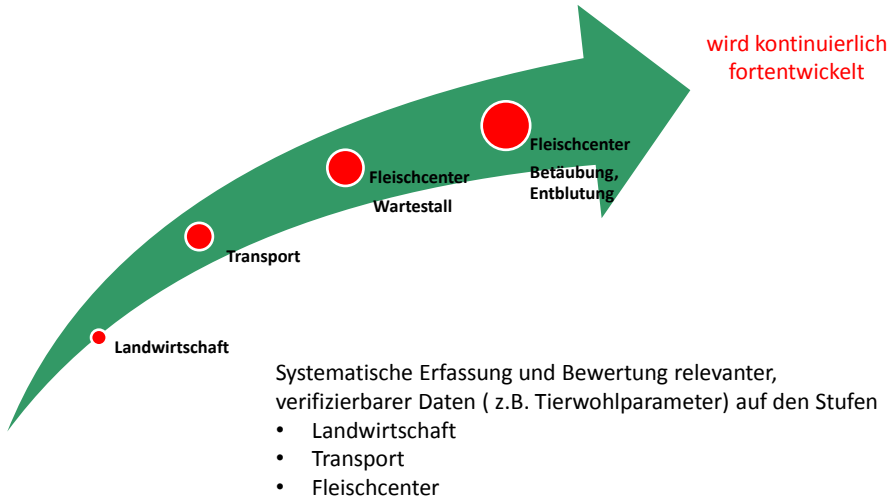 wird kontinuierlich
fortentwickelt
Fleischcenter
Betäubung,
Entblutung
Fleischcenter
Wartestall
Transport
Landwirtschaft
Systematische Erfassung und Bewertung relevanter,
verifizierbarer Daten ( z.B. Tierwohlparameter) auf den Stufen
• Landwirtschaft
• Transport
• Fleischcenter